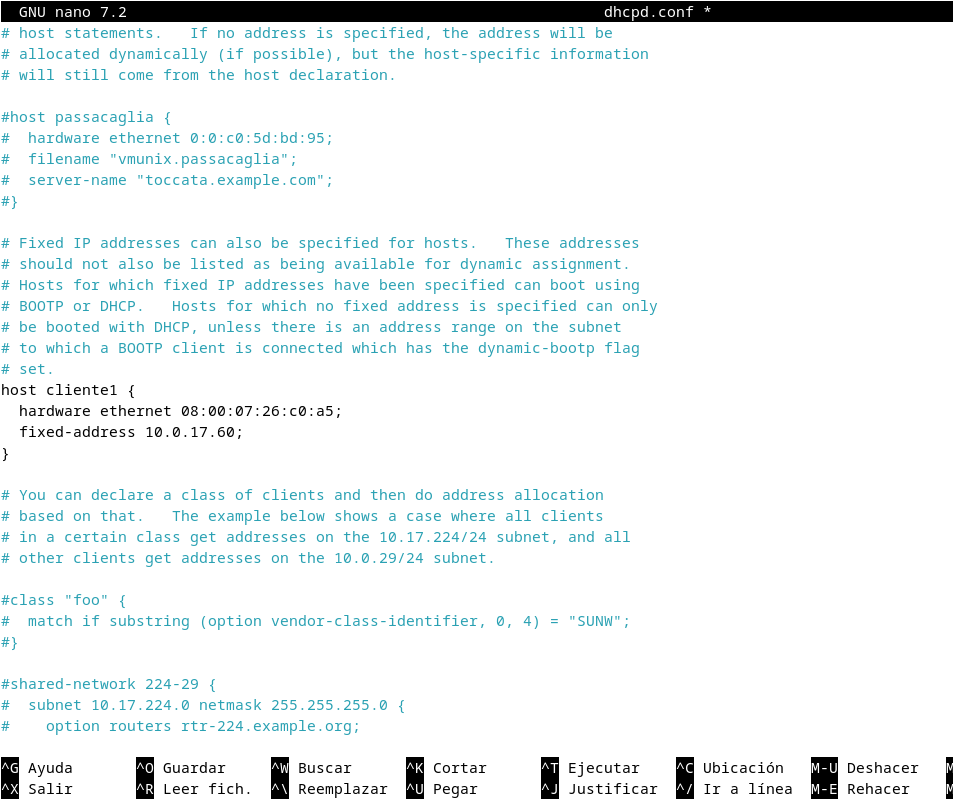 GNU nano 7.2 dhcpd.conf *
# host statements.   If no address is specified, the address will be
# allocated dynamically (if possible), but the host-specific information
# will still come from the host declaration.
#host passacaglia {
#  hardware ethernet 0:0:c0:5d:bd:95;
#  filename "vmunix.passacaglia";
#  server-name "toccata.example.com";
#}
# Fixed IP addresses can also be specified for hosts.   These addresses
# should not also be listed as being available for dynamic assignment.
# Hosts for which fixed IP addresses have been specified can boot using
# BOOTP or DHCP.   Hosts for which no fixed address is specified can only
# be booted with DHCP, unless there is an address range on the subnet
# to which a BOOTP client is connected which has the dynamic-bootp flag
# set.
host cliente1 {
  hardware ethernet 08:00:07:26:c0:a5;
  fixed-address 10.0.17.60;
}
# You can declare a class of clients and then do address allocation
# based on that.   The example below shows a case where all clients
# in a certain class get addresses on the 10.17.224/24 subnet, and all
# other clients get addresses on the 10.0.29/24 subnet.
#class "foo" {
#  match if substring (option vendor-class-identifier, 0, 4) = "SUNW";
#}
#shared-network 224-29 {
#  subnet 10.17.224.0 netmask 255.255.255.0 {
#    option routers rtr-224.example.org;
^G Ayuda ^O Guardar ^W Buscar ^K Cortar ^T Ejecutar ^C Ubicación M-U Deshacer
^X Salir ^R Leer fich. ^\ Reemplazar ^U Pegar ^J Justificar ^/ Ir a línea M-E Rehacer